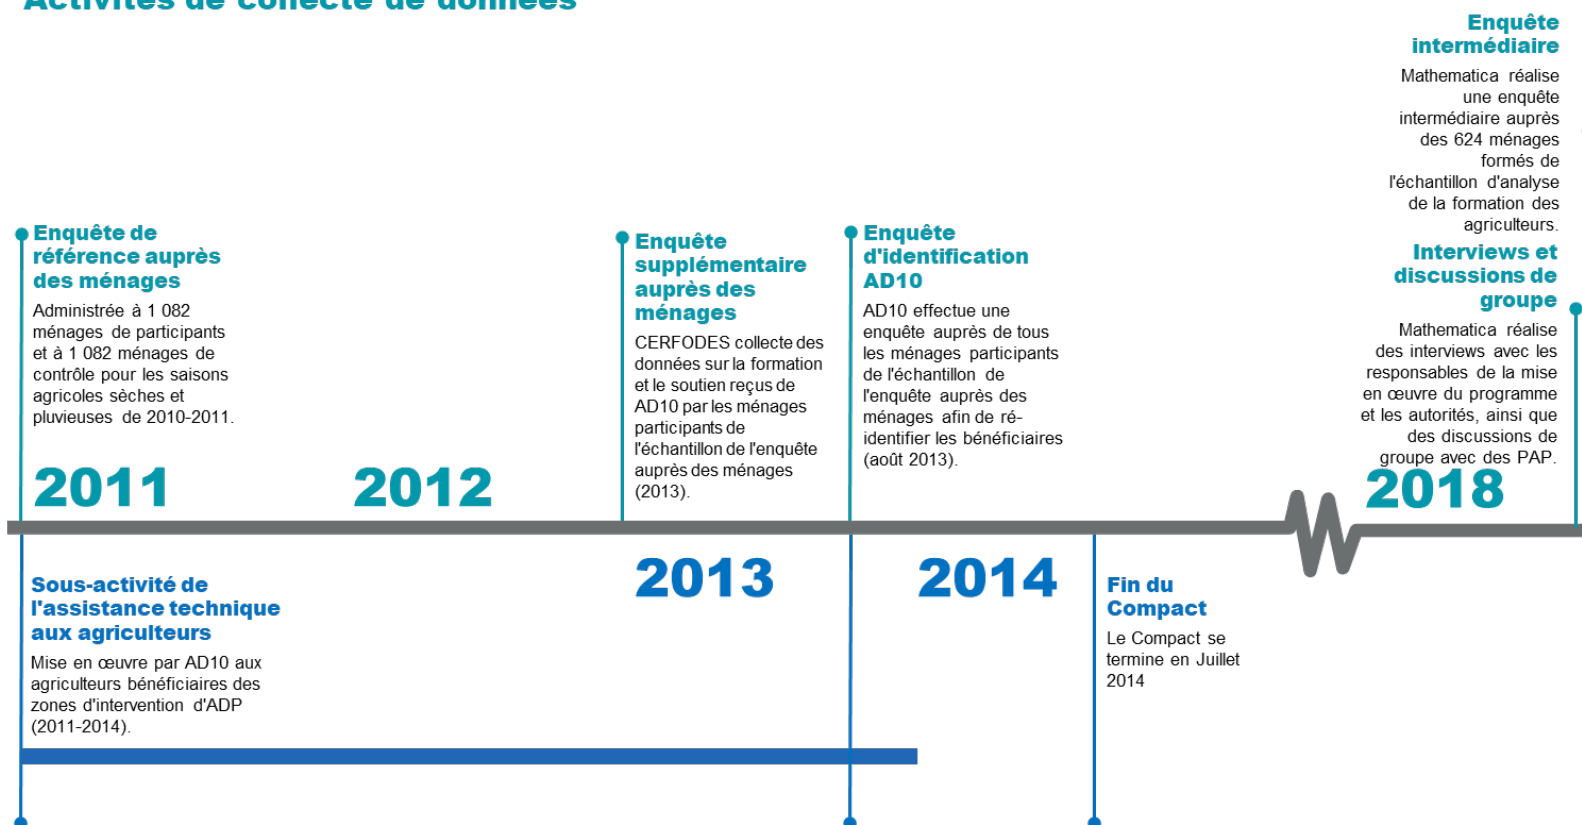 Activités de collecte de données
Enquête
intermédiaire
Mathematica réalise
une enquête
intermédiaire auprès
des 624 ménages
formés de
l'échantillon d'analyse
de la formation des
agriculteurs.
Interviews et
discussions de
groupe
Mathematica réalise
des interviews avec les
responsables de la mise
en œuvre du programme
et les autorités, ainsi que
des discussions de
groupe avec des PAP.
Enquête de
référence auprès
des ménages
Administrée à 1 082
ménages de participants
et à 1 082 ménages de
contrôle pour les saisons
agricoles sèches et
pluvieuses de 2010-2011.
Enquête
supplémentaire
auprès des
ménages
CERFODES collecte des
données sur la formation
et le soutien reçus de
AD10 par les ménages
participants de
l'échantillon de l'enquête
auprès des ménages
(2013).
Enquête
d'identification
AD10
AD10 effectue une
enquête auprès de tous
les ménages participants
de l'échantillon de
l'enquête auprès des
ménages afin de ré-
identifier les bénéficiaires
(août 2013).
2011
2012
2018
2013
2014
Sous-activité de
l'assistance technique
aux agriculteurs
Mise en œuvre par AD10 aux
agriculteurs bénéficiaires des
zones d'intervention d'ADP
(2011-2014).
Fin du
Compact
Le Compact se
termine en Juillet
2014